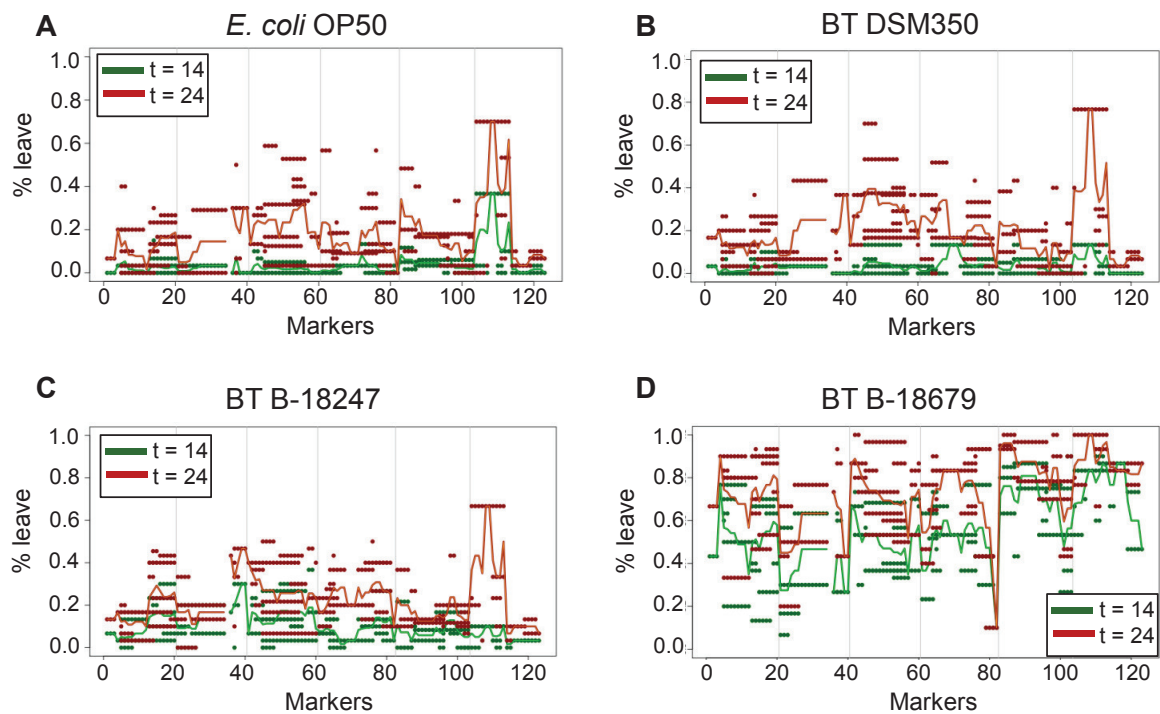 A
E. coli OP50
% leave
1.0
0.8
0.6
0.4
0.2
0.0
t = 14
t = 24
0 20 40 60 80 100 120
Markers
B
BT DSM350
% leave
1.0
0.8
0.6
0.4
0.2
0.0
t = 14
t = 24
0 20 40 60 80 100 120
Markers
C
BT B-18247
% leave
1.0
0.8
0.6
0.4
0.2
0.0
t = 14
t = 24
0 20 40 60 80 100 120
Markers
D
BT B-18679
% leave
1.0
0.8
0.6
0.4
0.2
0.0
t = 14
t = 24
0 20 40 60 80 100 120
Markers